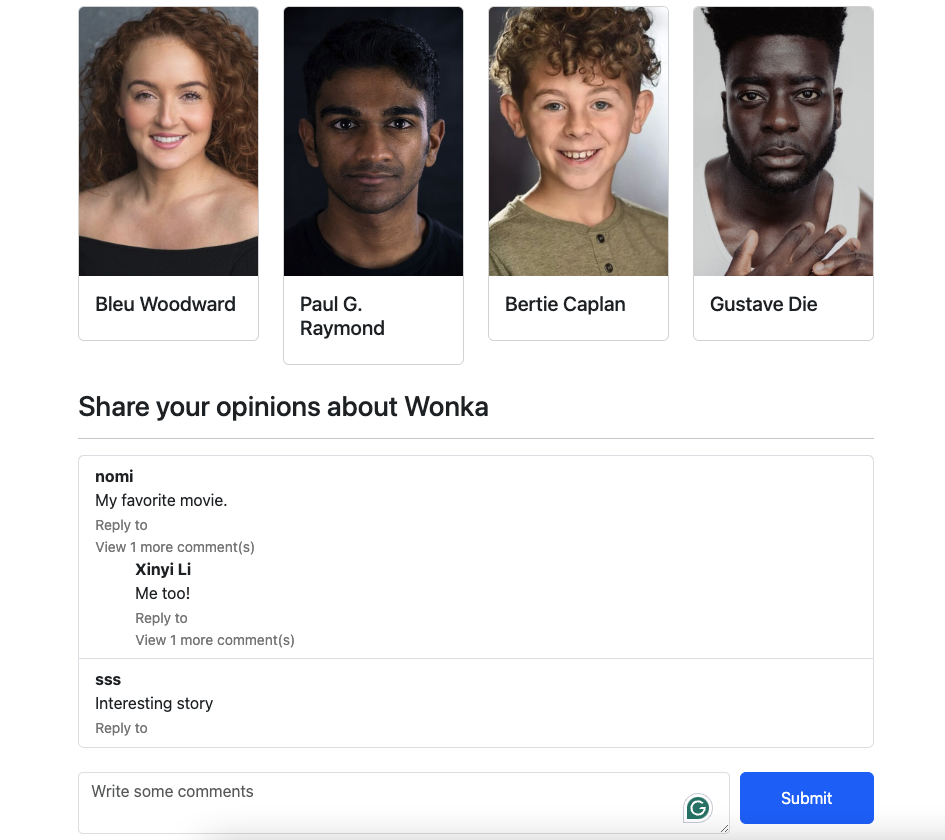 Bleu Woodward
Paul G.
Raymond
Bertie Caplan
Gustave Die
Share your opinions about Wonka
nomi
My favorite movie.
Reply to
View 1 more comment(s)
Xinyi Li
Me too!
Reply to
View 1 more comment(s)
sss
Interesting story
Reply to
Write some comments
Submit